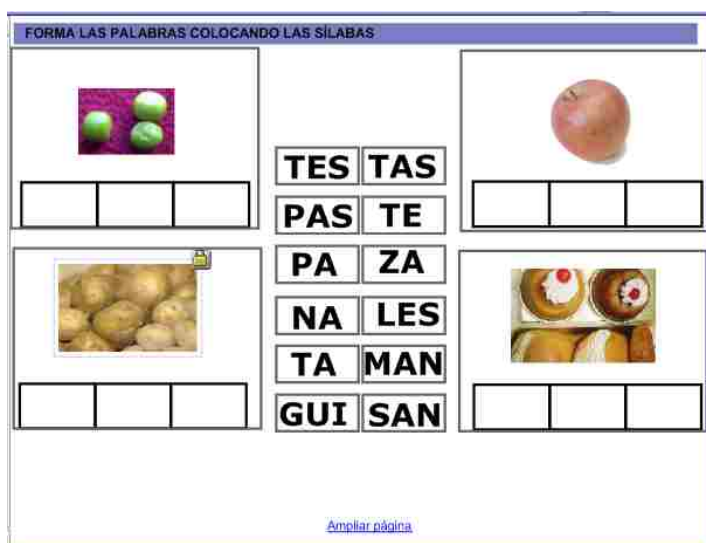 FORMA LAS PALABRAS COLOCANDO LAS SÍLABAS
TES TAS
PAS TE
PA ZA
NA LES
TA MAN
GUI SAN
Ampliar página